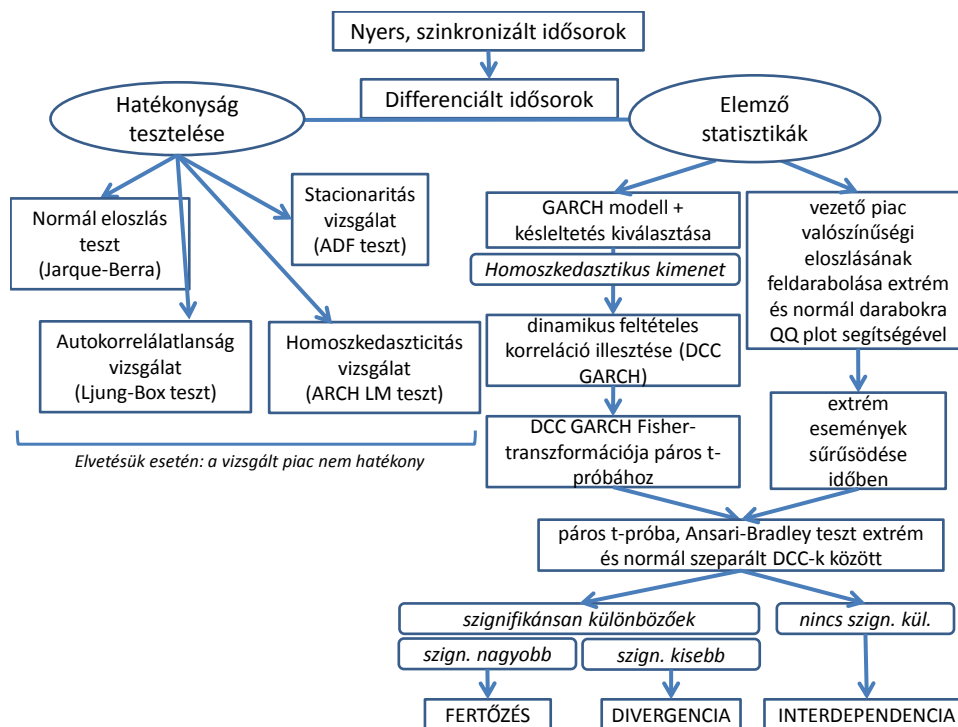 Nyers, szinkronizált idősorok
Differenciált idősorok
Hatékonyság
tesztelése
Elemző
statisztikák
Normál eloszlás
teszt
(Jarque-Berra)
Stacionaritás
vizsgálat
(ADF teszt)
Autokorrelálatlanság
vizsgálat
(Ljung-Box teszt)
Homoszkedaszticitás
vizsgálat
(ARCH LM teszt)
Elvetésük esetén: a vizsgált piac nem hatékony
GARCH modell +
késleltetés kiválasztása
Homoszkedasztikus kimenet
dinamikus feltételes
korreláció illesztése (DCC
GARCH)
DCC GARCH Fisher-
transzformációja páros t-
próbához
vezető piac
valószínűségi
eloszlásának
feldarabolása extrém
és normál darabokra
QQ plot segítségével
extrém
események
sűrűsödése
időben
páros t-próba, Ansari-Bradley teszt extrém
és normál szeparált DCC-k között
szignifikánsan különbözőek
nincs szign. kül.
szign. nagyobb
szign. kisebb
FERTŐZÉS
DIVERGENCIA
INTERDEPENDENCIA